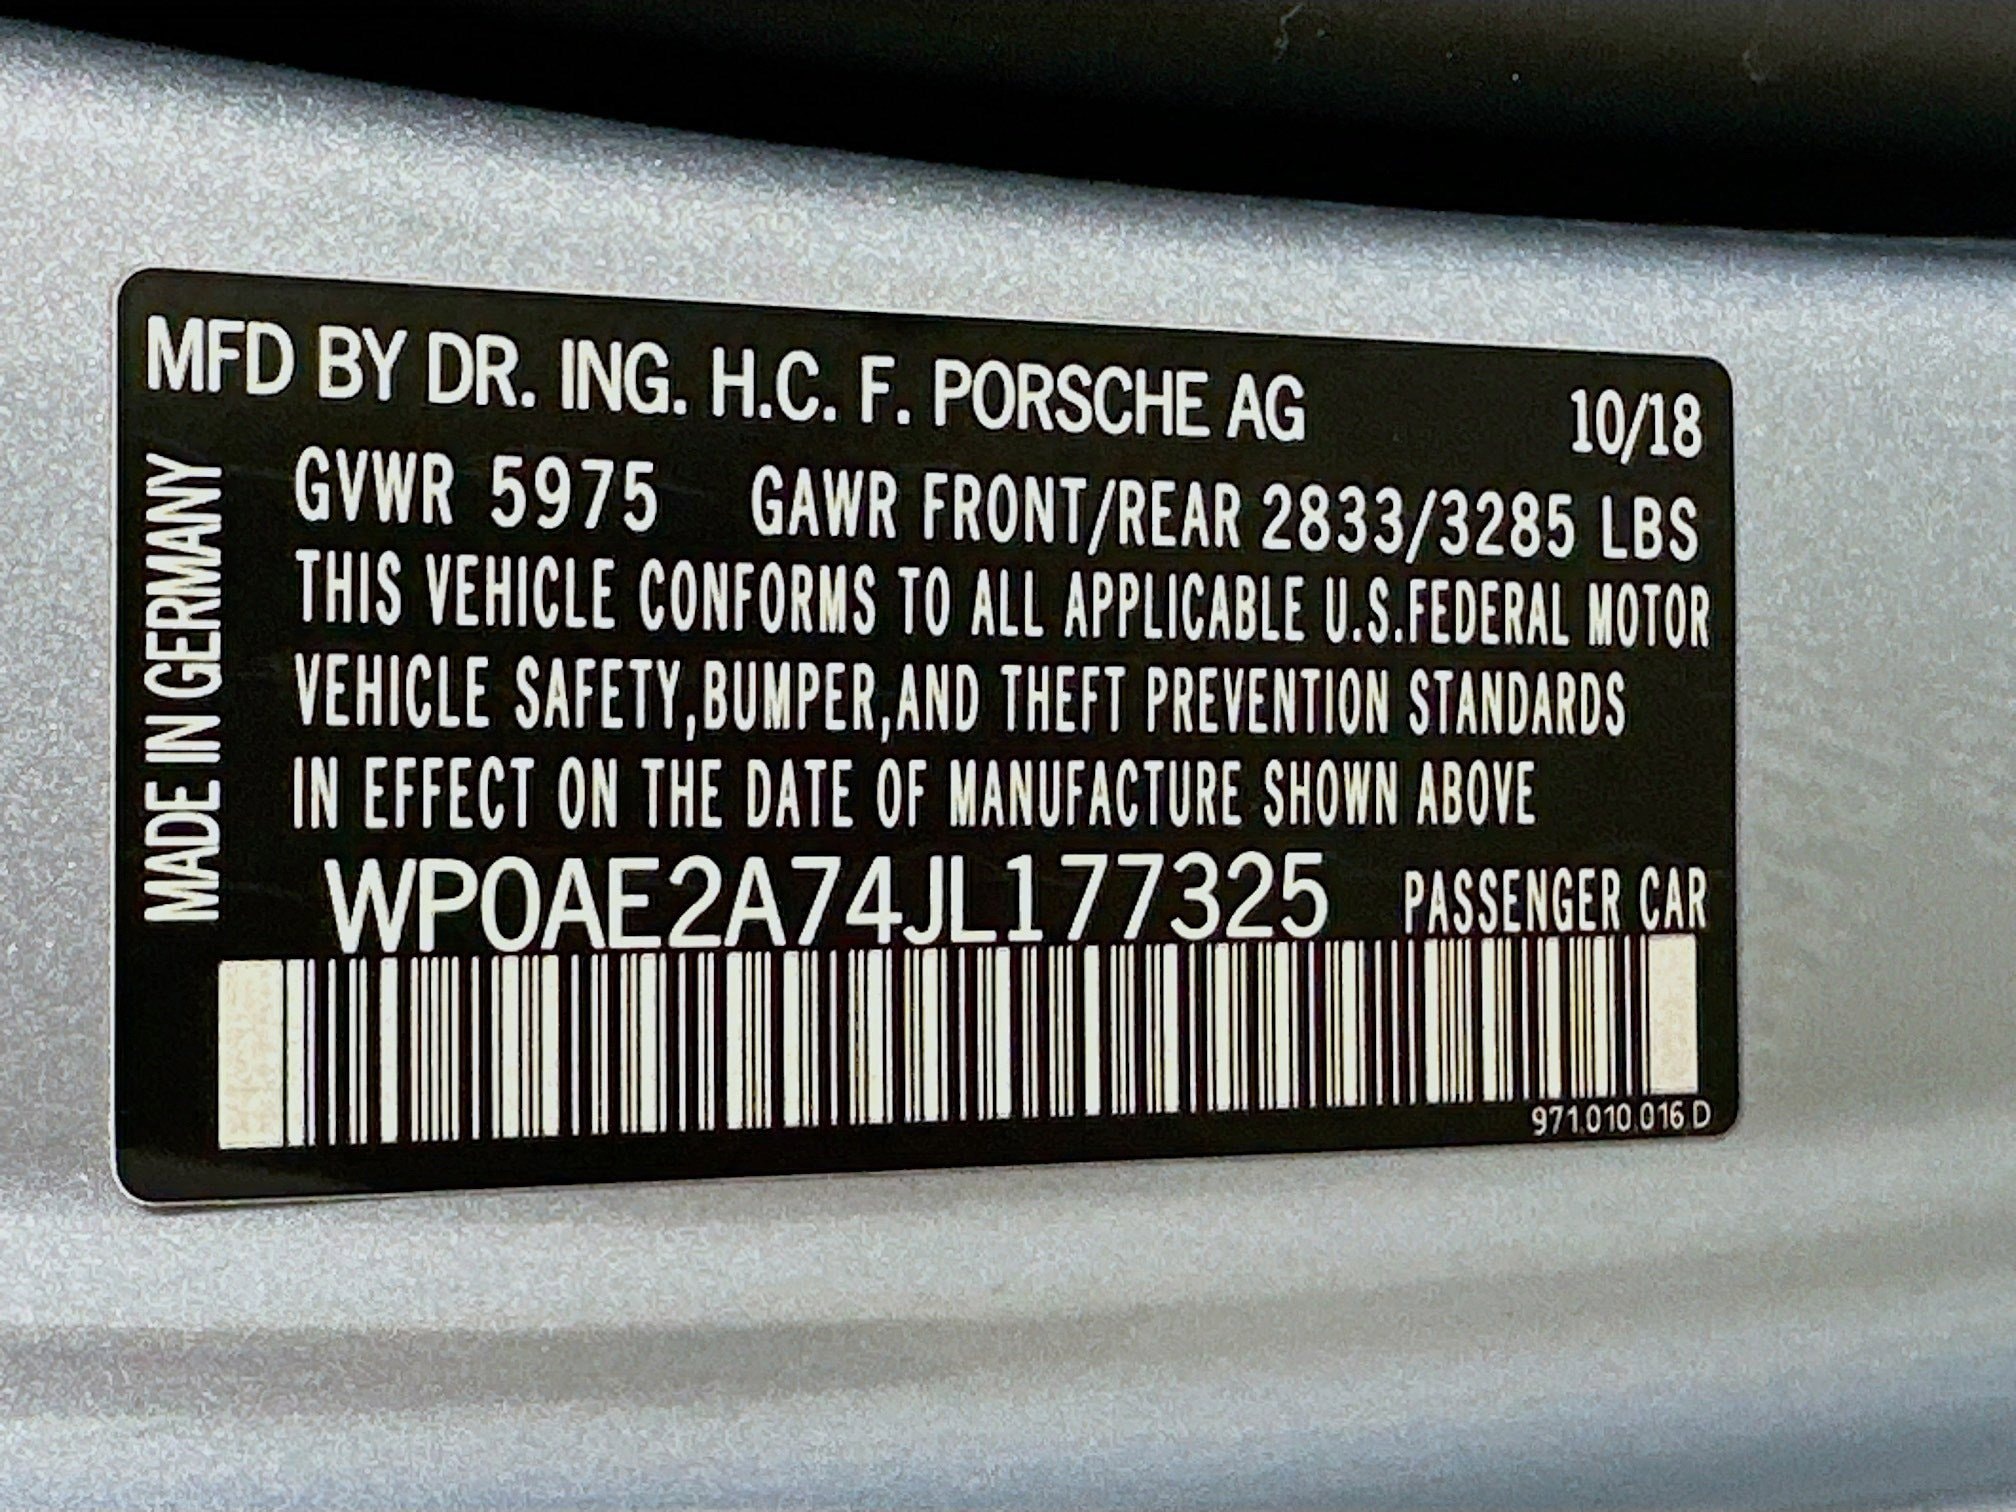 MFD BY DR. ING. H.C. F. PORSCHE AG 10/18
MADE IN GERMANY
GVWR 5975 GAWR FRONT/REAR 2833/3285 LBS
THIS VEHICLE CONFORMS TO ALL APPLICABLE U.S.FEDERAL MOTOR
VEHICLE SAFETY,BUMPER,AND THEFT PREVENTION STANDARDS
IN EFFECT ON THE DATE OF MANUFACTURE SHOWN ABOVE
WP0AE2A74JL177325 PASSENGER CAR
971.010.016 D